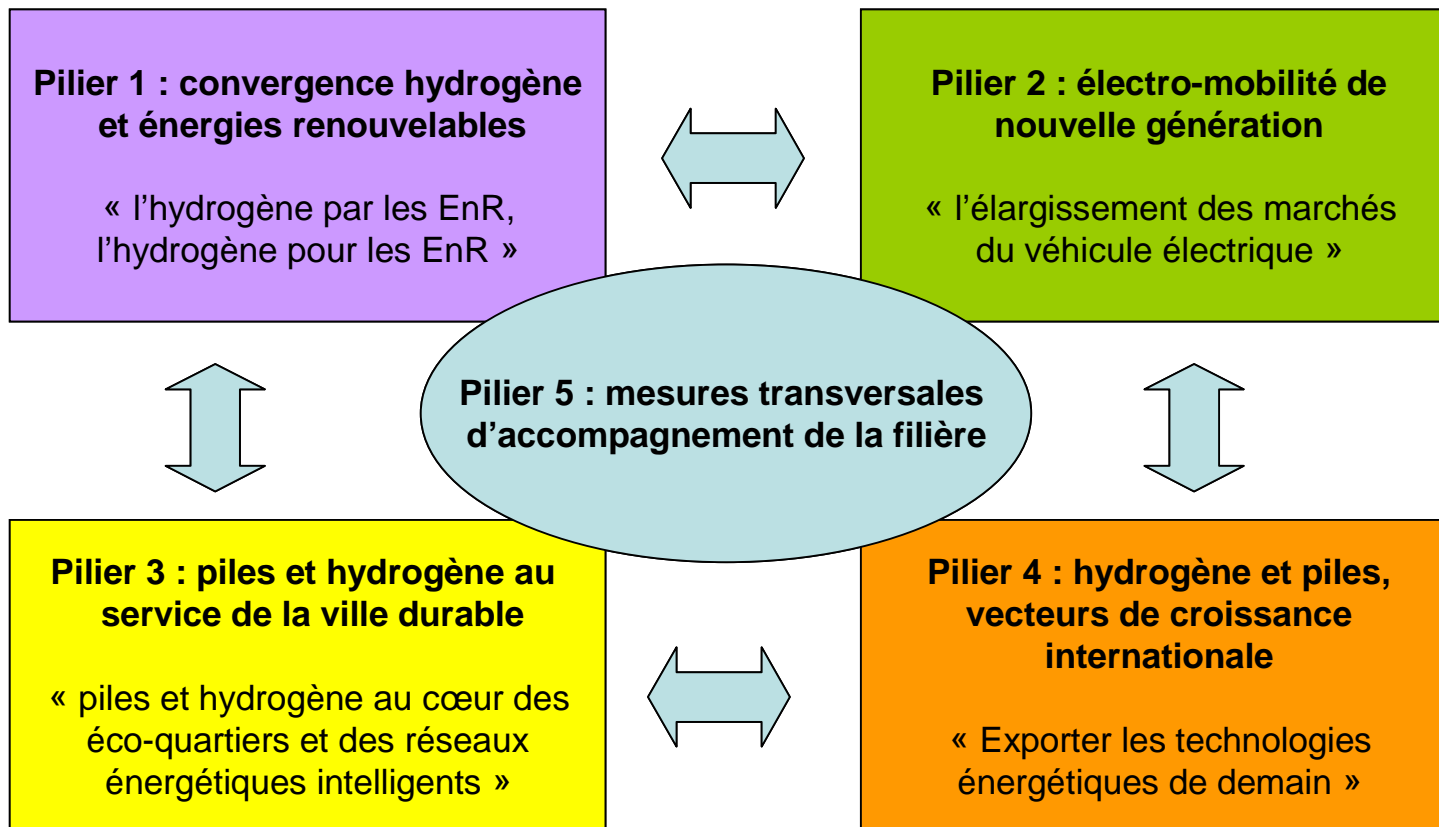 Pilier 1 : convergence hydrogène
et énergies renouvelables
« l’hydrogène par les EnR,
l’hydrogène pour les EnR »
Pilier 2 : électro-mobilité de
nouvelle génération
« l’élargissement des marchés
du véhicule électrique »
Pilier 5 : mesures transversales
d’accompagnement de la filière
Pilier 3 : piles et hydrogène au
service de la ville durable
« piles et hydrogène au cœur des
éco-quartiers et des réseaux
énergétiques intelligents »
Pilier 4 : hydrogène et piles,
vecteurs de croissance
internationale
« Exporter les technologies
énergétiques de demain »